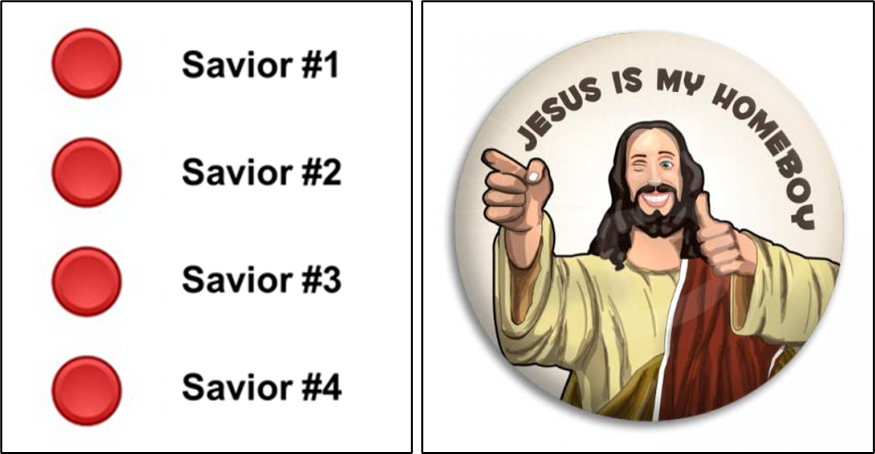 Savior #1
Savior #2
Savior #3
Savior #4
JESUS IS MY HOMEBOY